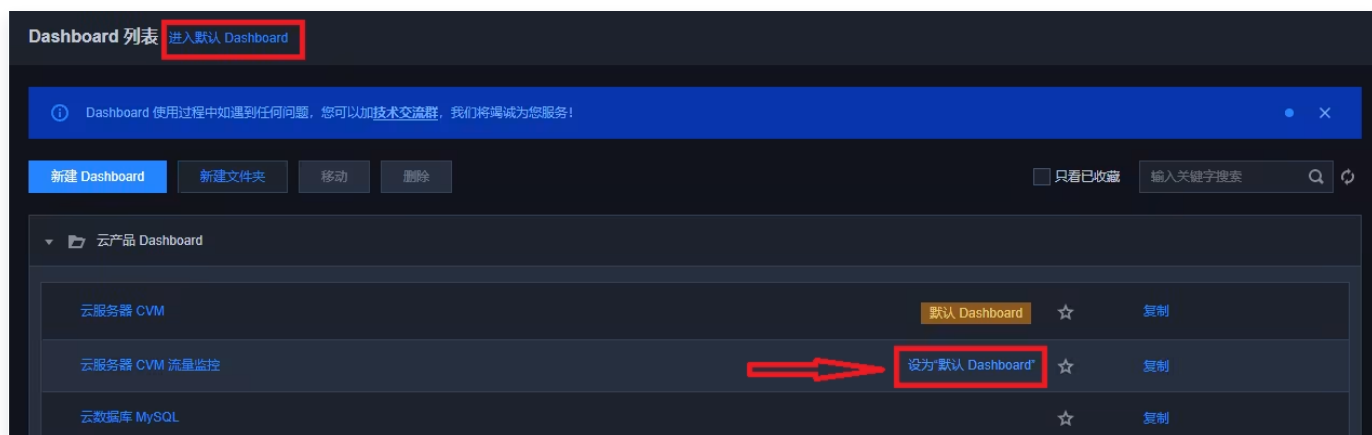 Dashboard 列表 进入默认 Dashboard
Dashboard 使用过程中如遇到任何问题，您可以加技术交流群，我们将竭诚为您服务！
新建 Dashboard 新建文件夹 移动 删除 只看已收藏 输入关键字搜索
云产品 Dashboard
云服务器 CVM 默认 Dashboard 复制
云服务器 CVM 流量监控 设为“默认 Dashboard” 复制
云数据库 MySQL 复制